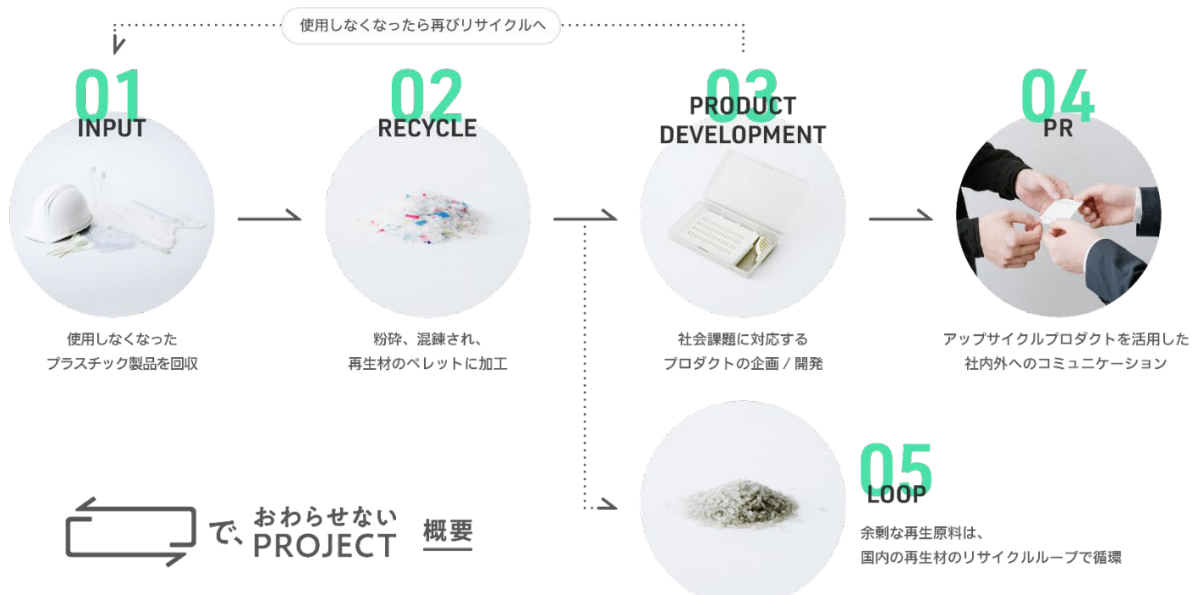 使用しなくなったら再びリサイクルへ
01
INPUT
使用しなくなった
プラスチック製品を回収
02
RECYCLE
粉砕、混錬され、
再生材のペレットに加工
03
PRODUCT
DEVELOPMENT
社会課題に対応する
プロダクトの企画 / 開発
04
PR
アップサイクルプロダクトを活用した
社内外へのコミュニケーション
05
LOOP
余剰な再生原料は、
国内の再生材のリサイクルループで循環
で、おわらせない
PROJECT 概要